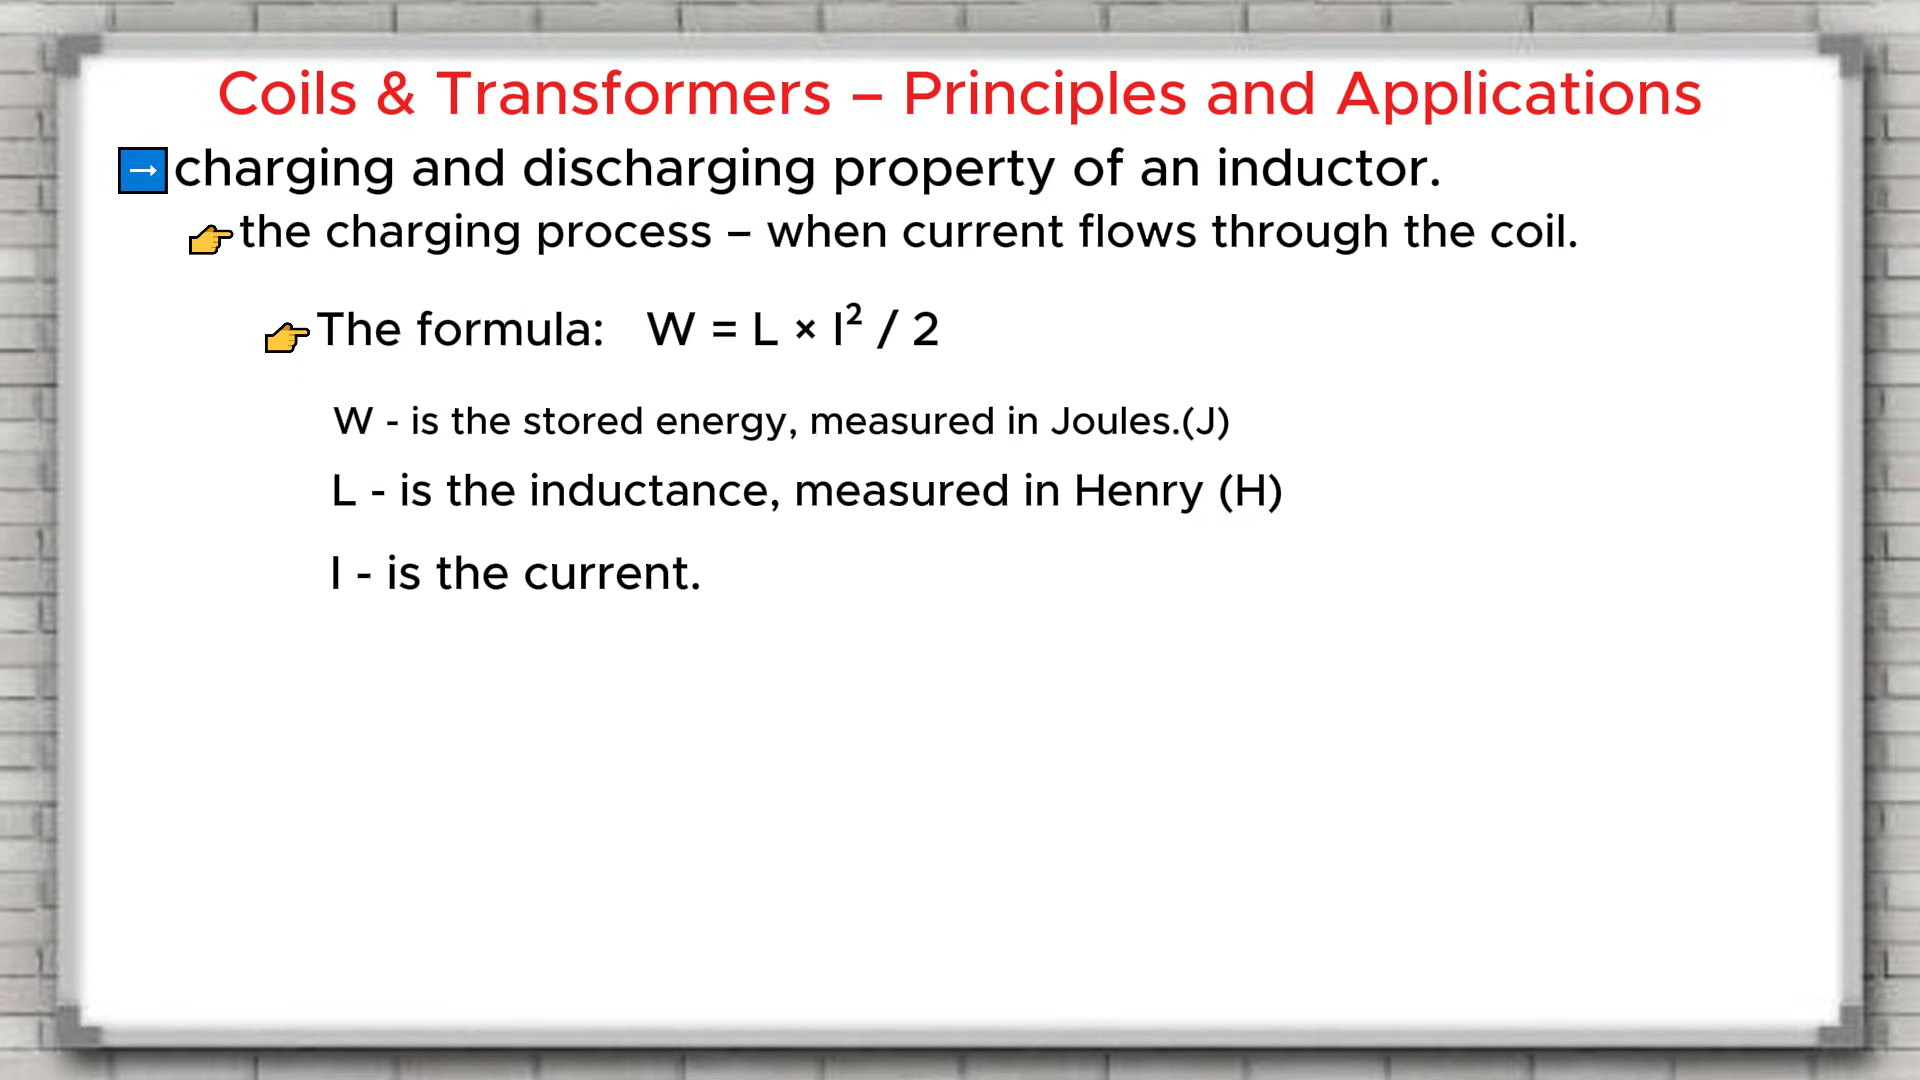 Coils & Transformers – Principles and Applications
➡charging and discharging property of an inductor.
👉the charging process – when current flows through the coil.
👉The formula: W = L × I² / 2
W - is the stored energy, measured in Joules.(J)
L - is the inductance, measured in Henry (H)
I - is the current.